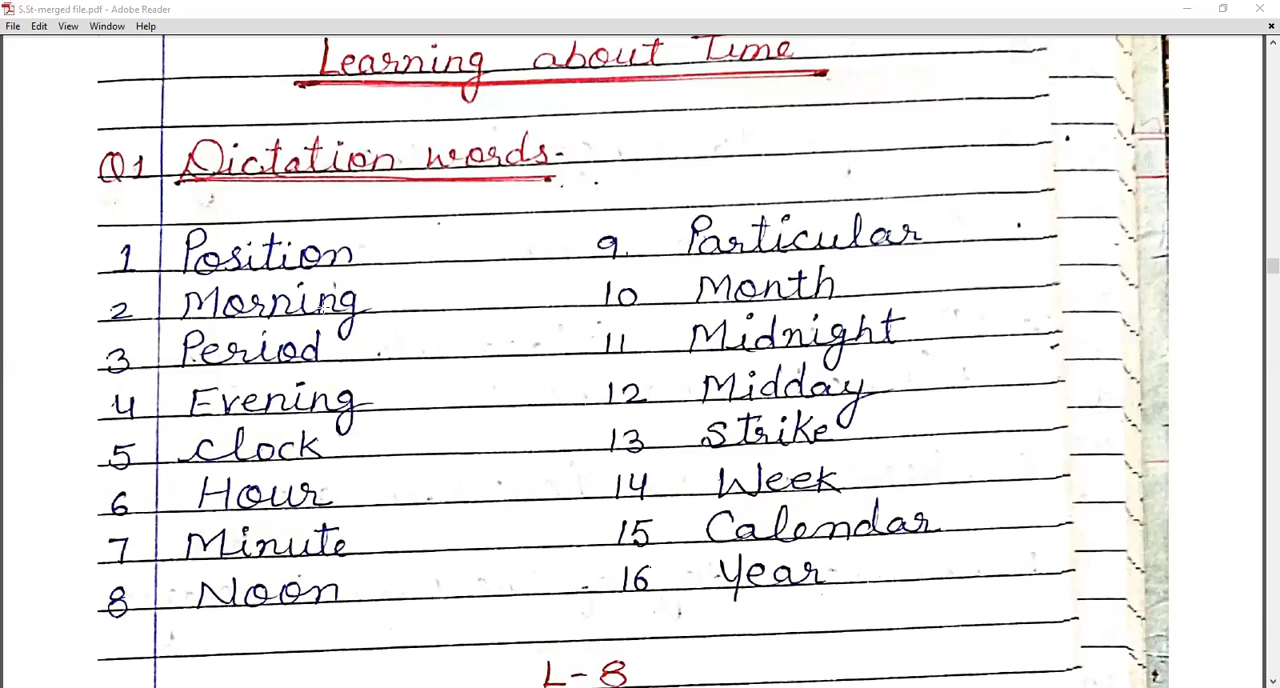 S.St-merged file.pdf - Adobe Reader
File Edit View Window Help
Learning about Time
Q1 Dictation words.
1 Position 9. Particular
2 Morning 10 Month
3 Period 11 Midnight
4 Evening 12 Midday
5 Clock 13 Strike
6 Hour 14 Week
7 Minute 15 Calendar
8 Noon 16 Year
L-8